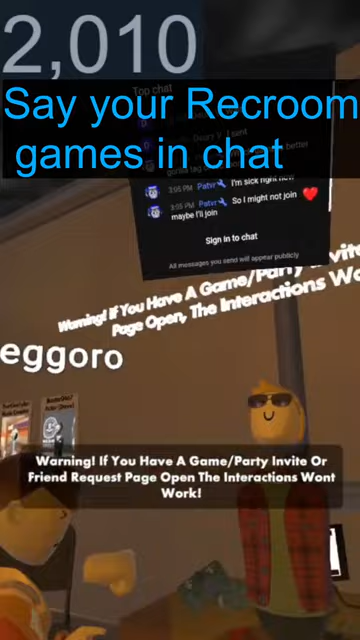 2,010
Top chat
Say your Recroom
games in chat
3:05 PM Patvr I'm sick right now
3:05 PM Patvr So I might not join
maybe I'll join
Sign in to chat
All messages you send will appear publicly
Warning! If You Have A Game/Party Invite
Page Open, The Interactions Wo
eggoro
Warning! If You Have A Game/Party Invite Or
Friend Request Page Open The Interactions Wont
Work!